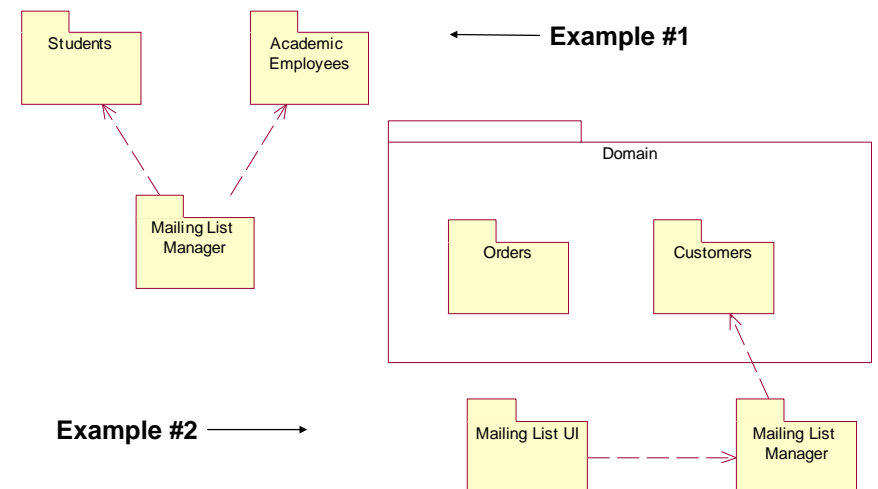 Students
Academic
Employees
Example #1
Mailing List
Manager
Domain
Orders
Customers
Example #2
Mailing List UI
Mailing List
Manager